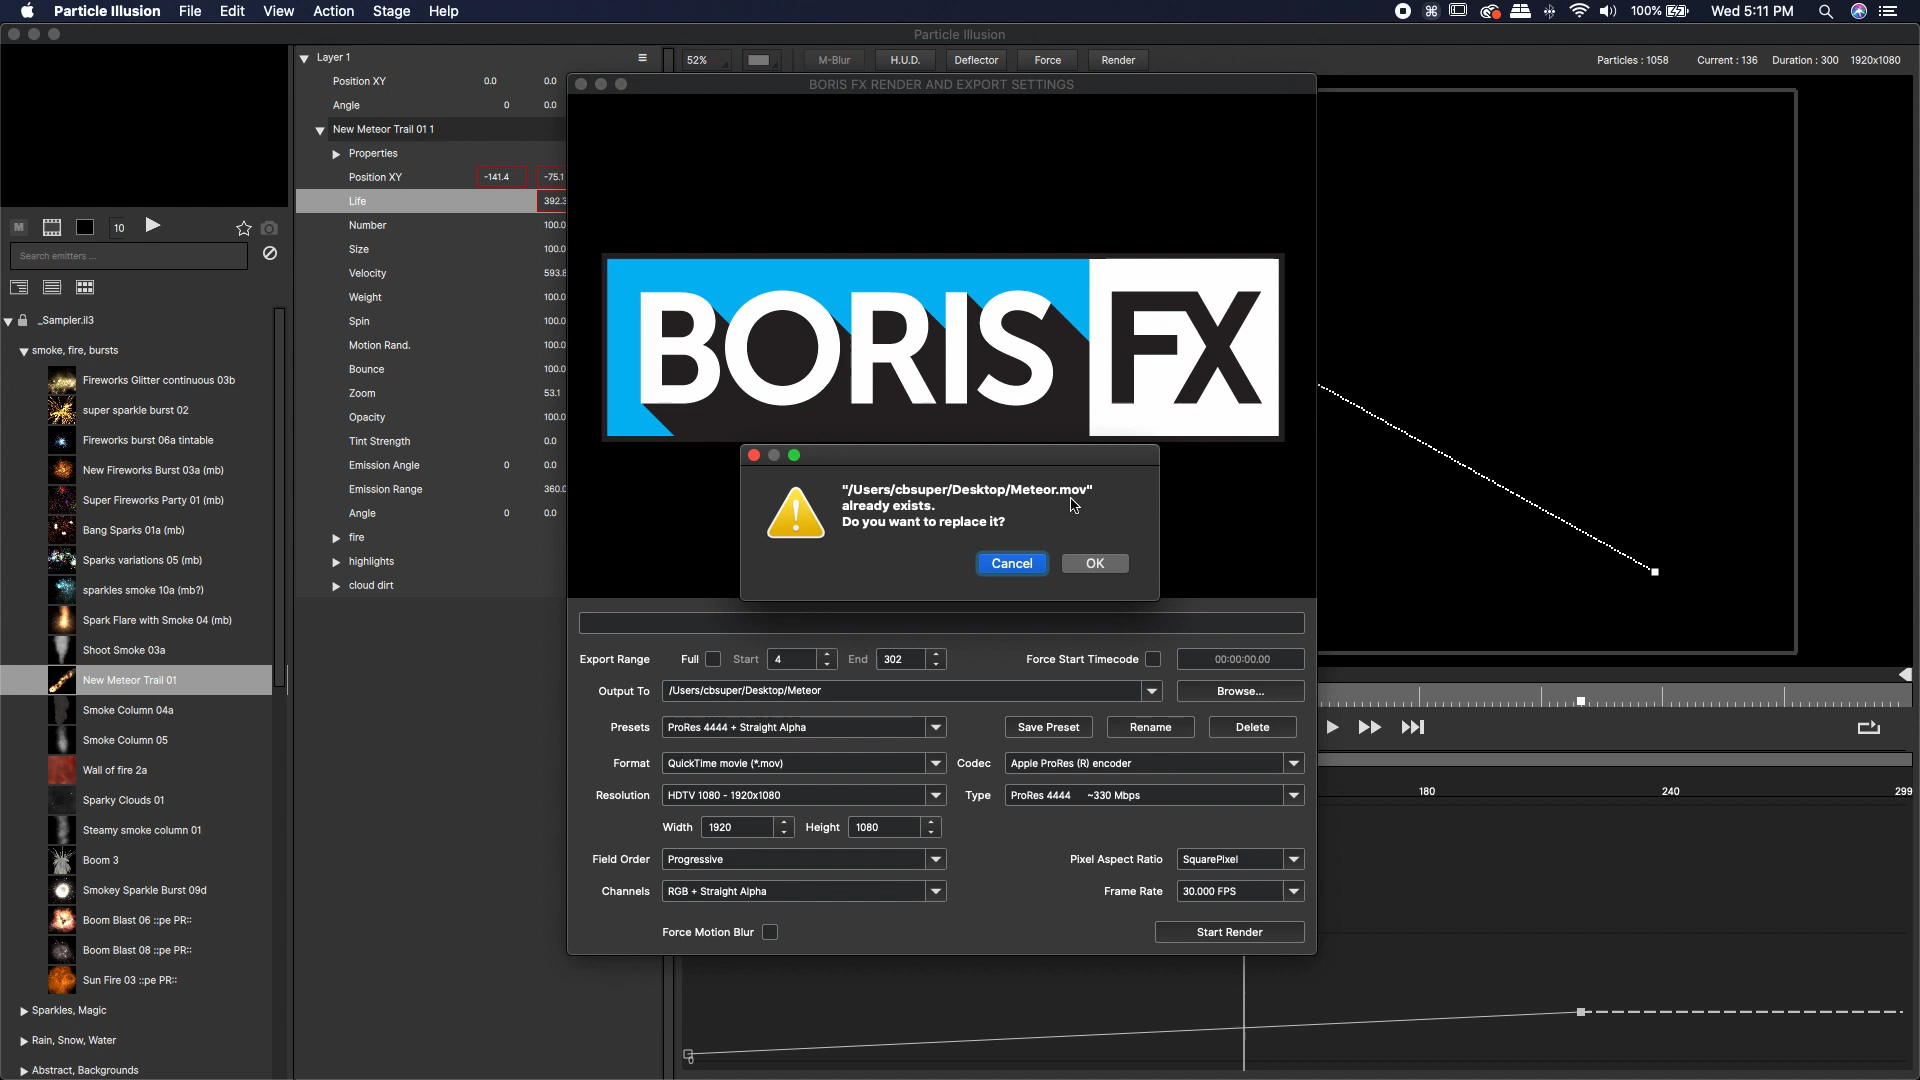 Particle Illusion File Edit View Action Stage Help
100% Wed 5:11 PM
Particle Illusion
Layer 1
52% M-Blur H.U.D. Deflector Force Render
Particles : 1058 Current : 136 Duration : 300 1920x1080
Position XY 0.0 0.0
Angle 0 0.0
New Meteor Trail 01 1
Properties
Position XY -141.4 -75.1
Life 392.3
Number 100.0
Size 100.0
Velocity 593.8
Weight 100.0
Spin 100.0
Motion Rand. 100.0
Bounce 100.0
Zoom 53.1
Opacity 100.0
Tint Strength 0.0
Emission Angle 0 0.0
Emission Range 360.0
Angle 0 0.0
fire
highlights
cloud dirt
M 10
Search emitters ...
_Sampler.il3
smoke, fire, bursts
Fireworks Glitter continuous 03b
super sparkle burst 02
Fireworks burst 06a tintable
New Fireworks Burst 03a (mb)
Super Fireworks Party 01 (mb)
Bang Sparks 01a (mb)
Sparks variations 05 (mb)
sparkles smoke 10a (mb?)
Spark Flare with Smoke 04 (mb)
Shoot Smoke 03a
New Meteor Trail 01
Smoke Column 04a
Smoke Column 05
Wall of fire 2a
Sparky Clouds 01
Steamy smoke column 01
Boom 3
Smokey Sparkle Burst 09d
Boom Blast 06 ::pe PR::
Boom Blast 08 ::pe PR::
Sun Fire 03 ::pe PR::
Sparkles, Magic
Rain, Snow, Water
Abstract, Backgrounds
BORIS FX RENDER AND EXPORT SETTINGS
BORIS FX
"/Users/cbsuper/Desktop/Meteor.mov"
already exists.
Do you want to replace it?
Cancel OK
Export Range Full Start 4 End 302 Force Start Timecode 00:00:00.00
Output To /Users/cbsuper/Desktop/Meteor Browse...
Presets ProRes 4444 + Straight Alpha Save Preset Rename Delete
Format QuickTime movie (*.mov) Codec Apple ProRes (R) encoder
Resolution HDTV 1080 - 1920x1080 Type ProRes 4444 ~330 Mbps
Width 1920 Height 1080
Field Order Progressive Pixel Aspect Ratio SquarePixel
Channels RGB + Straight Alpha Frame Rate 30.000 FPS
Force Motion Blur Start Render
180 240 299
0